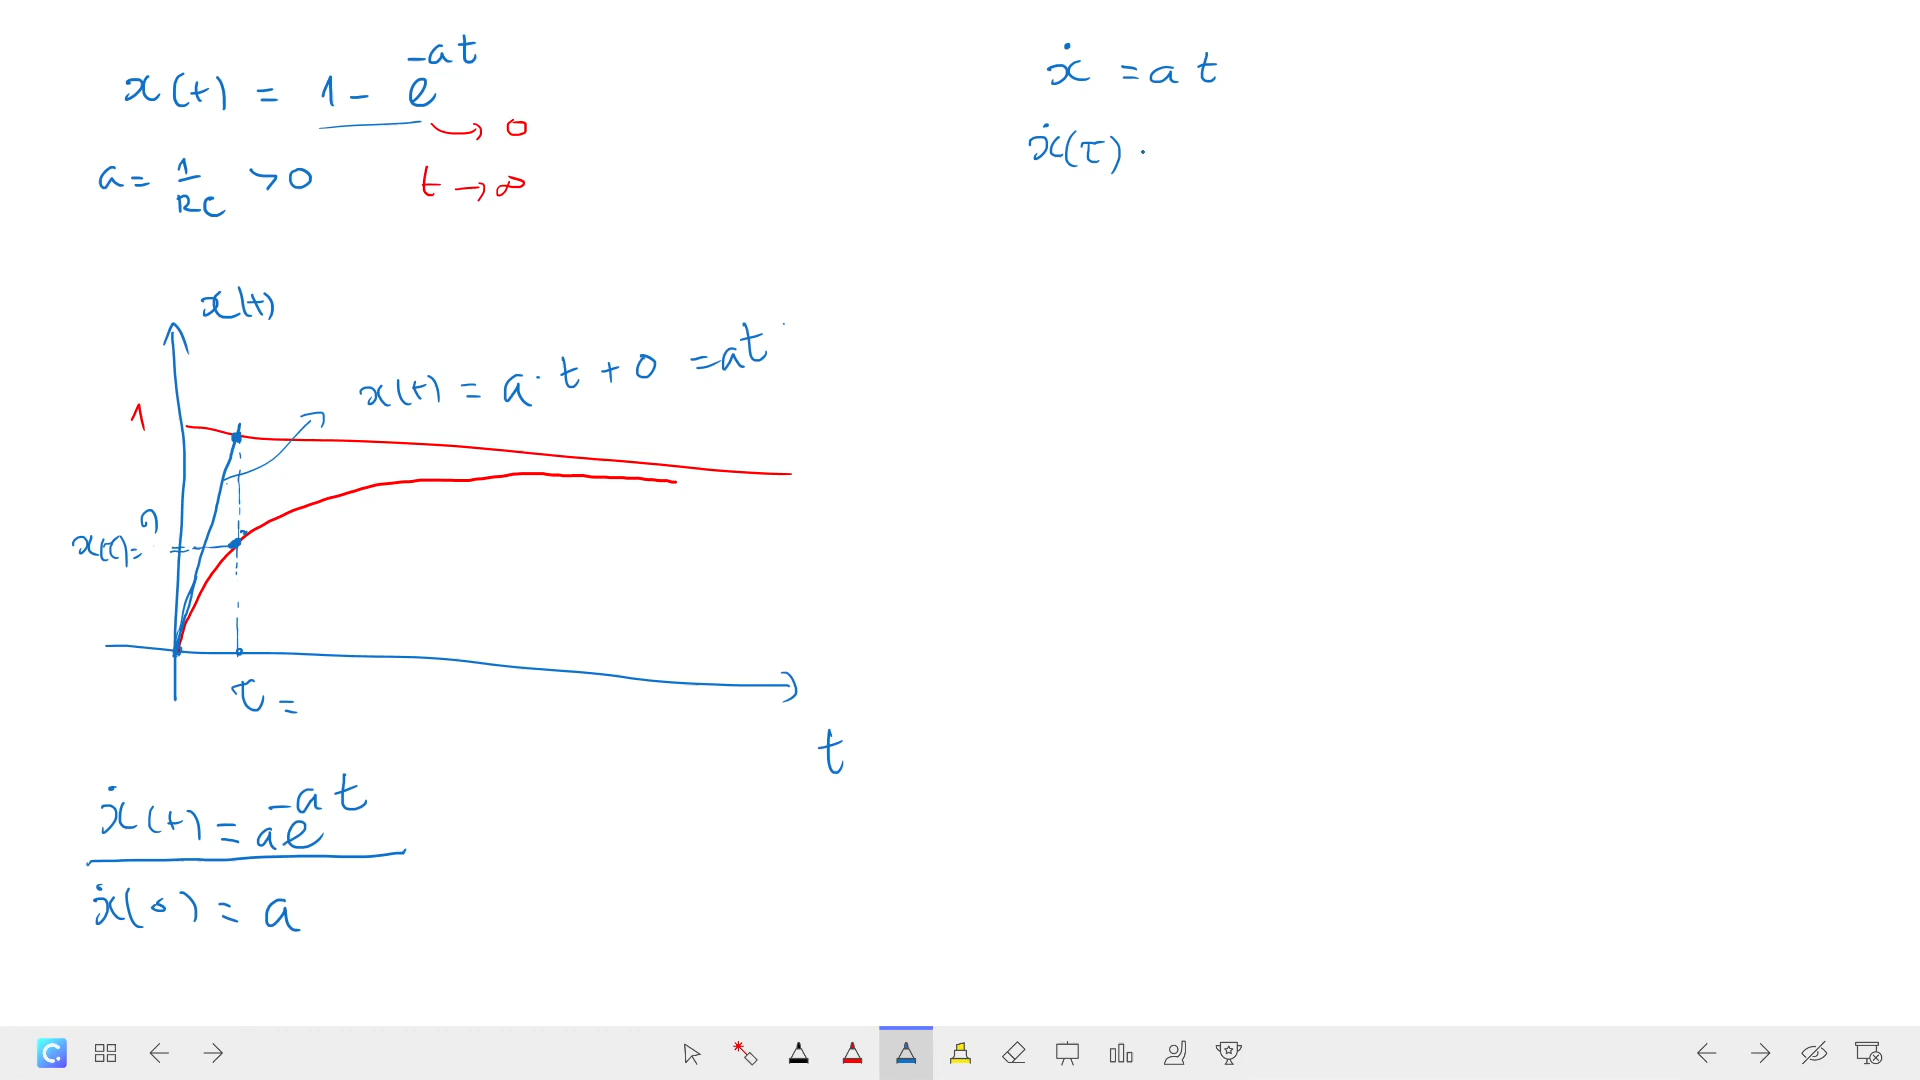 x(t) = 1 - e^{-at}
→ 0
a = 1/RC > 0
t → ∞
ẋ = a t
ẋ(τ) .
x(t)
x(t) = a · t + 0 = at
1
x(τ) = ?
τ =
t
ẋ(t) = a e^{-at}
ẋ(0) = a